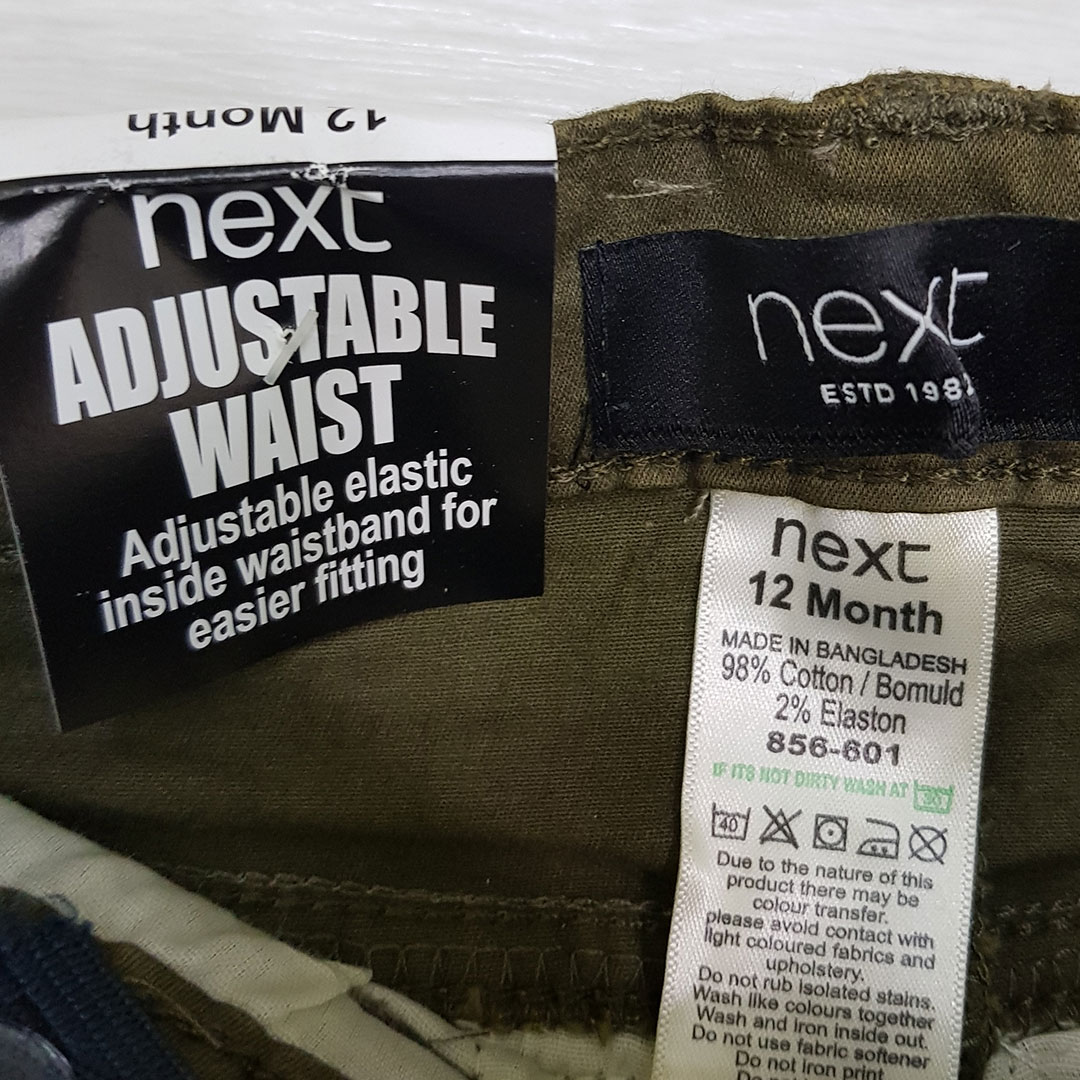 12 Month
next
ADJUSTABLE
WAIST
Adjustable elastic
inside waistband for
easier fitting
next
ESTD 1982
next
12 Month
MADE IN BANGLADESH
98% Cotton / Bomuld
2% Elaston
856-601
IF ITS NOT DIRTY WASH AT 30
40
Due to the nature of this
product there may be
colour transfer.
please avoid contact with
light coloured fabrics and
upholstery.
Do not rub isolated stains.
Wash like colours together
Wash and iron inside out.
Do not use fabric softener
Do not iron print